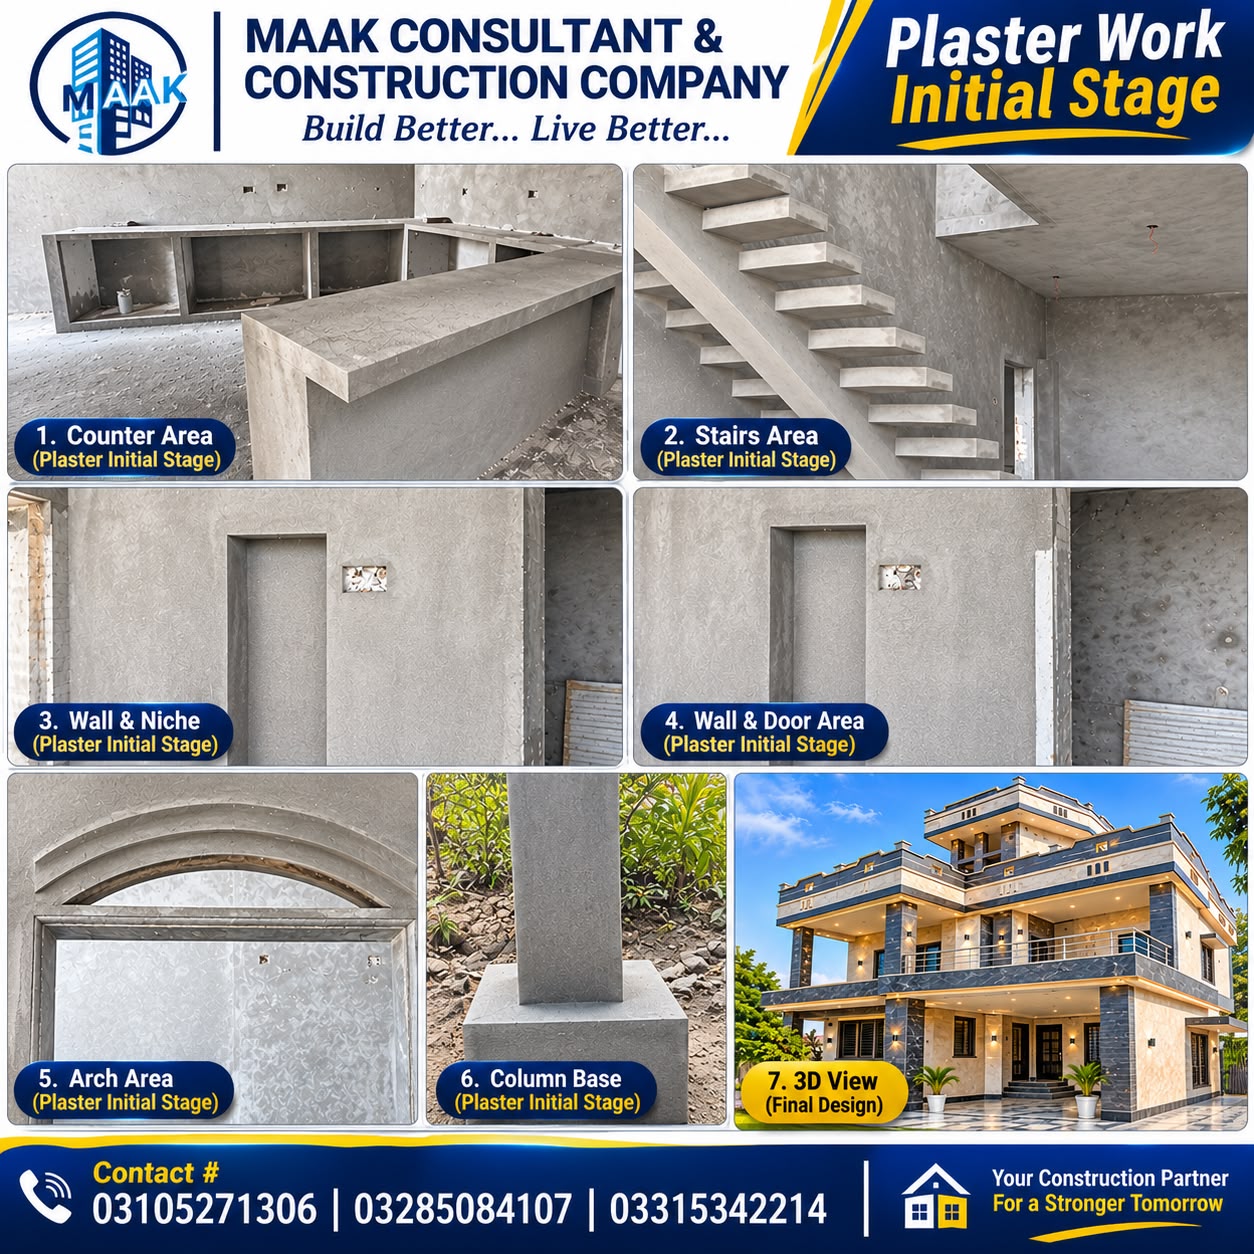 MAAK
MAAK CONSULTANT &
CONSTRUCTION COMPANY
Build Better... Live Better...
Plaster Work
Initial Stage
1. Counter Area
(Plaster Initial Stage)
2. Stairs Area
(Plaster Initial Stage)
3. Wall & Niche
(Plaster Initial Stage)
4. Wall & Door Area
(Plaster Initial Stage)
5. Arch Area
(Plaster Initial Stage)
6. Column Base
(Plaster Initial Stage)
7. 3D View
(Final Design)
Contact #
03105271306 | 03285084107 | 03315342214
Your Construction Partner
For a Stronger Tomorrow